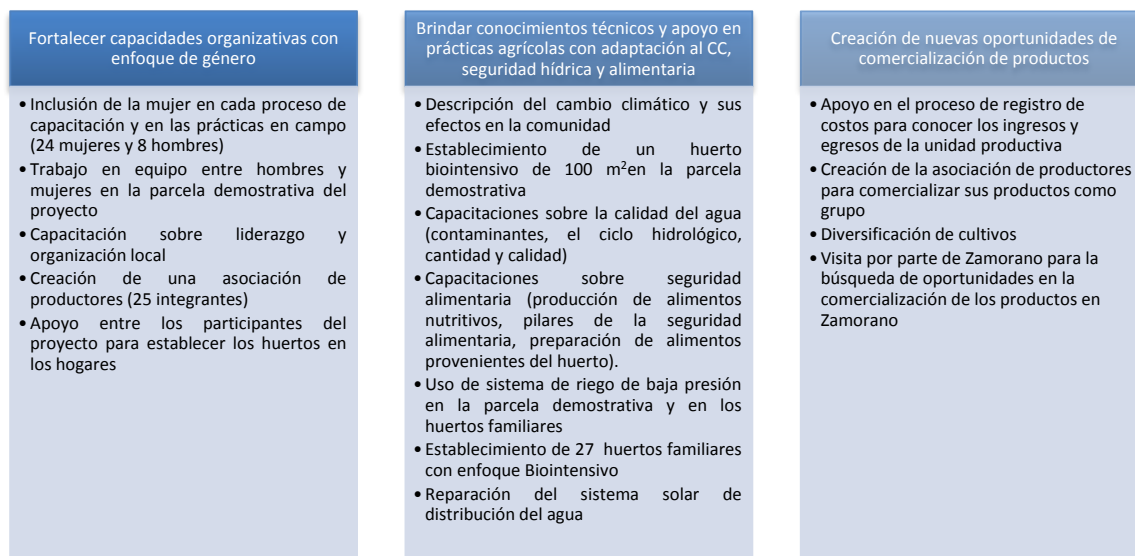 Fortalecer capacidades organizativas con
enfoque de género
• Inclusión de la mujer en cada proceso de
capacitación y en las prácticas en campo
(24 mujeres y 8 hombres)
• Trabajo en equipo entre hombres y
mujeres en la parcela demostrativa del
proyecto
• Capacitación sobre liderazgo y
organización local
• Creación de una asociación de
productores (25 integrantes)
• Apoyo entre los participantes del
proyecto para establecer los huertos en
los hogares
Brindar conocimientos técnicos y apoyo en
prácticas agrícolas con adaptación al CC,
seguridad hídrica y alimentaria
• Descripción del cambio climático y sus
efectos en la comunidad
• Establecimiento de un huerto
biointensivo de 100 m²en la parcela
demostrativa
• Capacitaciones sobre la calidad del agua
(contaminantes, el ciclo hidrológico,
cantidad y calidad)
• Capacitaciones sobre seguridad
alimentaria (producción de alimentos
nutritivos, pilares de la seguridad
alimentaria, preparación de alimentos
provenientes del huerto).
• Uso de sistema de riego de baja presión
en la parcela demostrativa y en los
huertos familiares
• Establecimiento de 27 huertos familiares
con enfoque Biointensivo
• Reparación del sistema solar de
distribución del agua
Creación de nuevas oportunidades de
comercialización de productos
• Apoyo en el proceso de registro de
costos para conocer los ingresos y
egresos de la unidad productiva
• Creación de la asociación de productores
para comercializar sus productos como
grupo
• Diversificación de cultivos
• Visita por parte de Zamorano para la
búsqueda de oportunidades en la
comercialización de los productos en
Zamorano